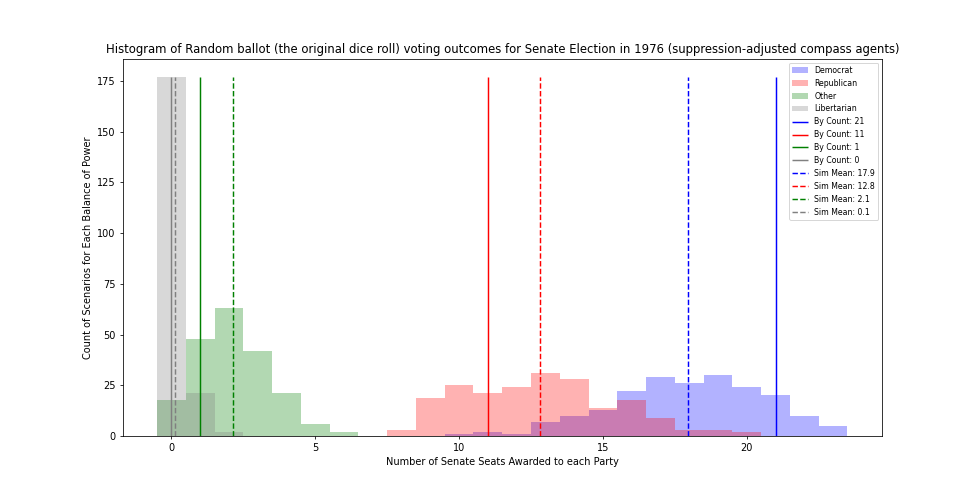 Histogram of Random ballot (the original dice roll) voting outcomes for Senate Election in 1976 (suppression-adjusted compass agents)
Count of Scenarios for Each Balance of Power
175
150
125
100
75
50
25
0
0
5
10
15
20
Number of Senate Seats Awarded to each Party
Democrat
Republican
Other
Libertarian
By Count: 21
By Count: 11
By Count: 1
By Count: 0
Sim Mean: 17.9
Sim Mean: 12.8
Sim Mean: 2.1
Sim Mean: 0.1